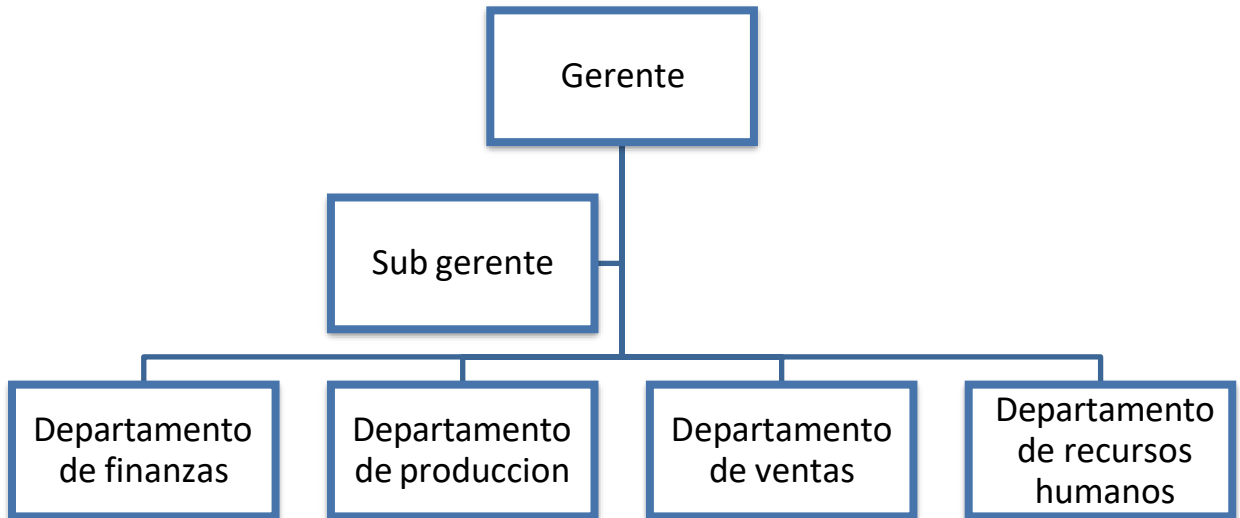 Gerente
Sub gerente
Departamento
de finanzas
Departamento
de produccion
Departamento
de ventas
Departamento
de recursos
humanos